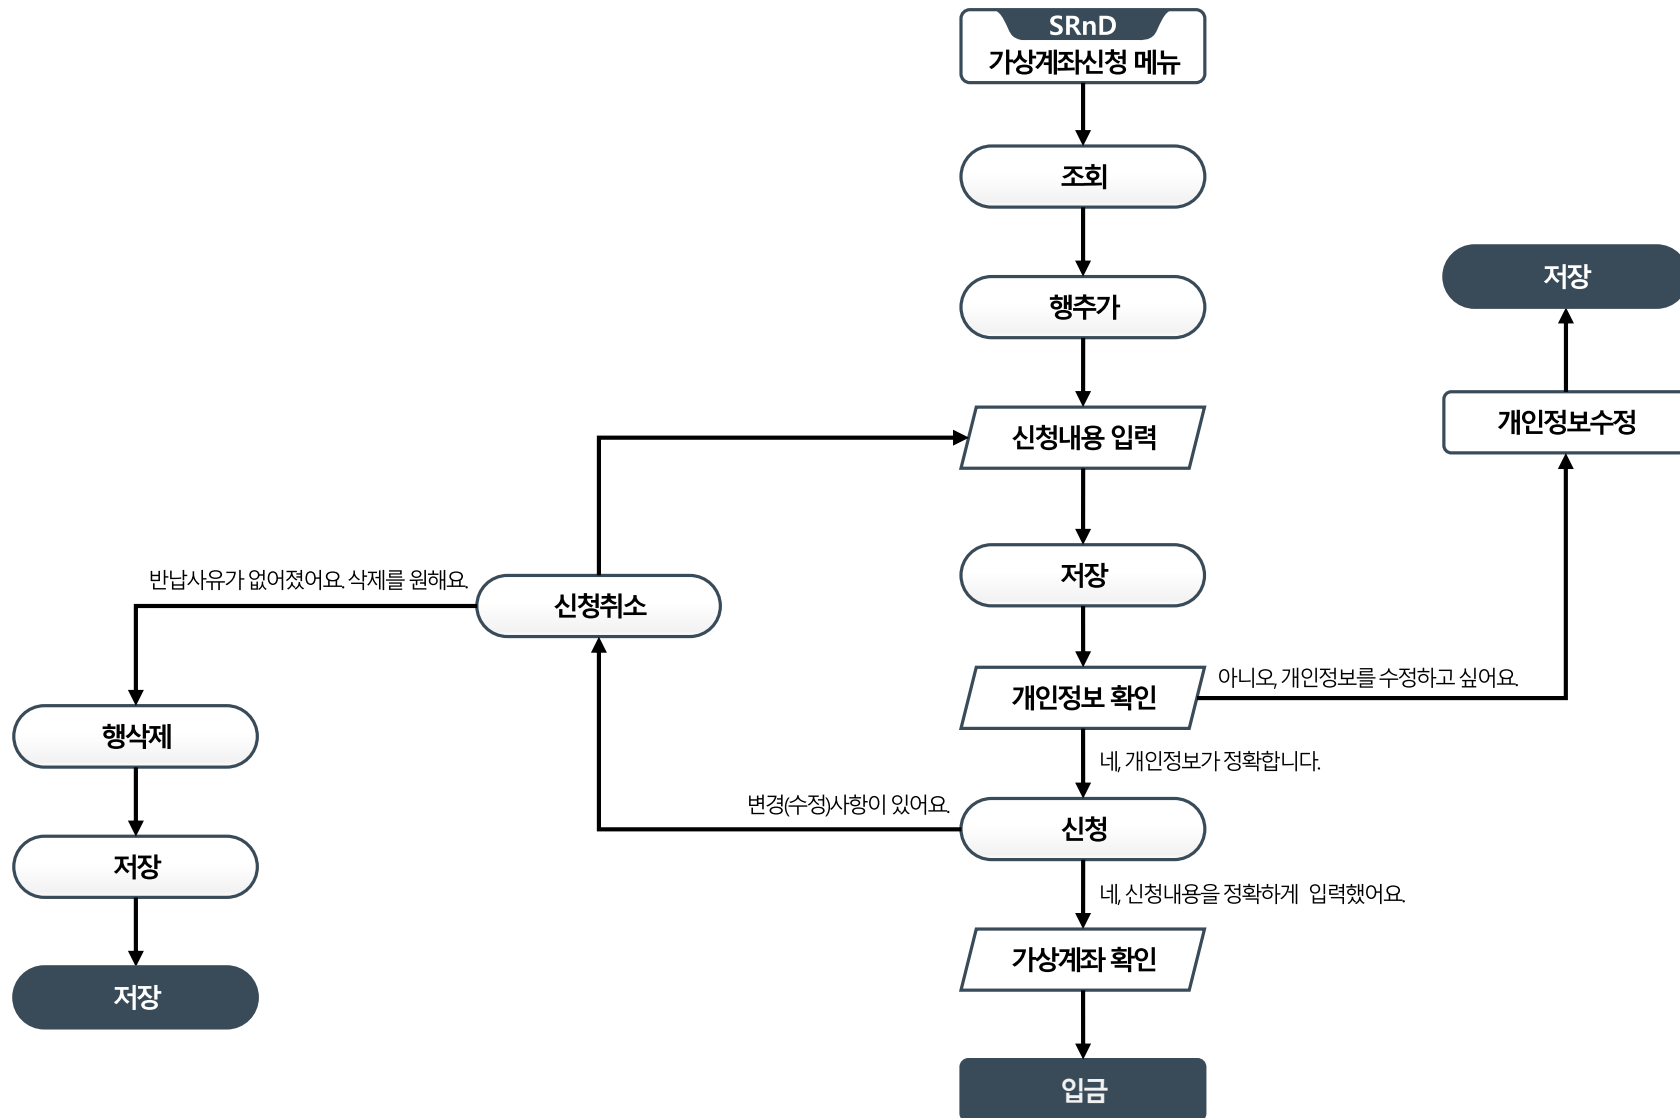 SRnD
가상계좌신청 메뉴
조회
행추가
신청내용 입력
저장
개인정보 확인
아니오, 개인정보를 수정하고 싶어요.
개인정보수정
저장
네, 개인정보가 정확합니다.
신청
변경(수정)사항이 있어요.
신청취소
반납사유가 없어졌어요. 삭제를 원해요.
행삭제
저장
저장
네, 신청내용을 정확하게 입력했어요.
가상계좌 확인
입금